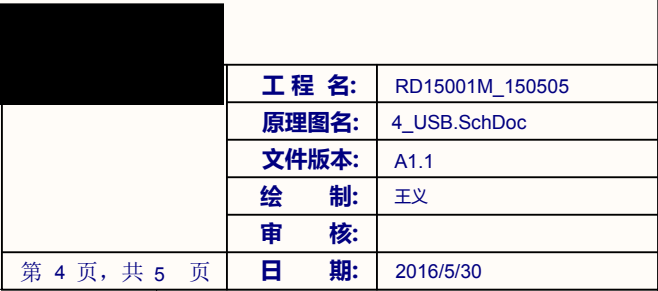 工程 名: RD15001M_150505
原理图名: 4_USB.SchDoc
文件版本: A1.1
绘 制: 王义
审 核:
第 4 页，共 5 页 日 期: 2016/5/30